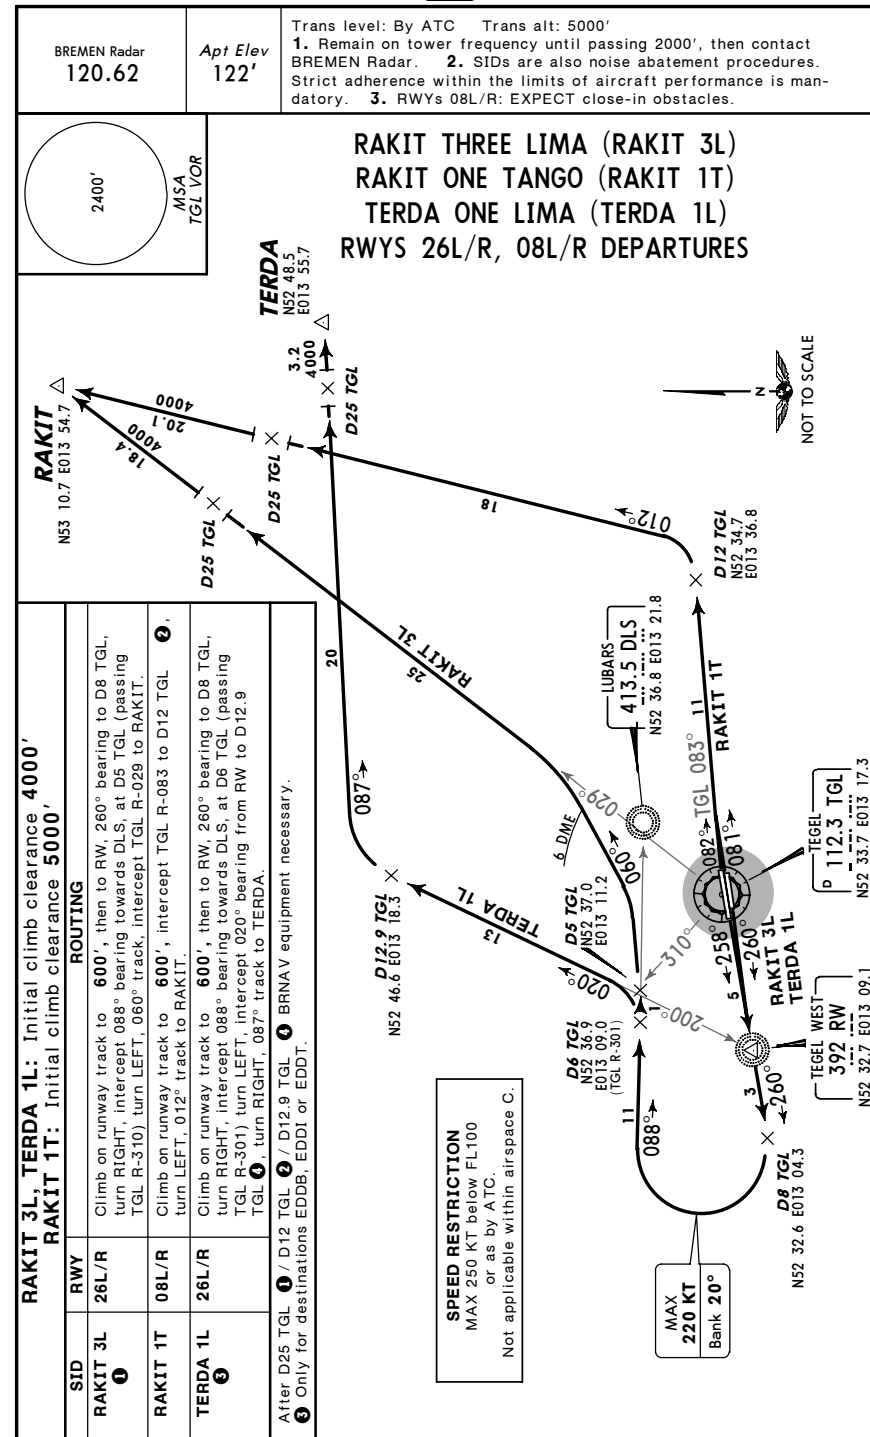 BREMEN Radar
120.62
Apt Elev
122'
Trans level: By ATC Trans alt: 5000'
1. Remain on tower frequency until passing 2000', then contact
BREMEN Radar. 2. SIDs are also noise abatement procedures.
Strict adherence within the limits of aircraft performance is man-
datory. 3. RWYs 08L/R: EXPECT close-in obstacles.
2400'
MSA
TGL VOR
RAKIT THREE LIMA (RAKIT 3L)
RAKIT ONE TANGO (RAKIT 1T)
TERDA ONE LIMA (TERDA 1L)
RWYS 26L/R, 08L/R DEPARTURES
TERDA
N52 48.5
E013 55.7
3.2
4000
D25 TGL
RAKIT
N53 10.7 E013 54.7
4000
20.1
4000
18.4
D25 TGL
D25 TGL
N
NOT TO SCALE
18
012°
D12 TGL
N52 34.7
E013 36.8
20
RAKIT 3L
25
087°
LUBARS
413.5 DLS
N52 36.8 E013 21.8
11
RAKIT 1T
TGL 083°
029°
6 DME
060°
082°
081°
TEGEL
D 112.3 TGL
N52 33.7 E013 17.3
D12.9 TGL
N52 46.6 E013 18.3
TERDA 1L
13
D5 TGL
N52 37.0
E013 11.2
310°
258°
260°
RAKIT 3L
TERDA 1L
5
020°
1
200°
D6 TGL
N52 36.9
E013 09.0
(TGL R-301)
TEGEL WEST
392 RW
N52 32.7 E013 09.1
11
088°
3
260°
D8 TGL
N52 32.6 E013 04.3
MAX
220 KT
Bank 20°
SPEED RESTRICTION
MAX 250 KT below FL100
or as by ATC.
Not applicable within airspace C.
RAKIT 3L, TERDA 1L: Initial climb clearance 4000'
RAKIT 1T: Initial climb clearance 5000'
SID RWY ROUTING
RAKIT 3L ❶ 26L/R Climb on runway track to 600', then to RW, 260° bearing to D8 TGL,
turn RIGHT, intercept 088° bearing towards DLS, at D5 TGL (passing
TGL R-310) turn LEFT, 060° track, intercept TGL R-029 to RAKIT.
RAKIT 1T 08L/R Climb on runway track to 600', intercept TGL R-083 to D12 TGL ❷,
turn LEFT, 012° track to RAKIT.
TERDA 1L ❸ 26L/R Climb on runway track to 600', then to RW, 260° bearing to D8 TGL,
turn RIGHT, intercept 088° bearing towards DLS, at D6 TGL (passing
TGL R-301) turn LEFT, intercept 020° bearing from RW to D12.9
TGL ❹, turn RIGHT, 087° track to TERDA.
After D25 TGL ❶ / D12 TGL ❷ / D12.9 TGL ❹ BRNAV equipment necessary.
❸ Only for destinations EDDB, EDDI or EDDT.